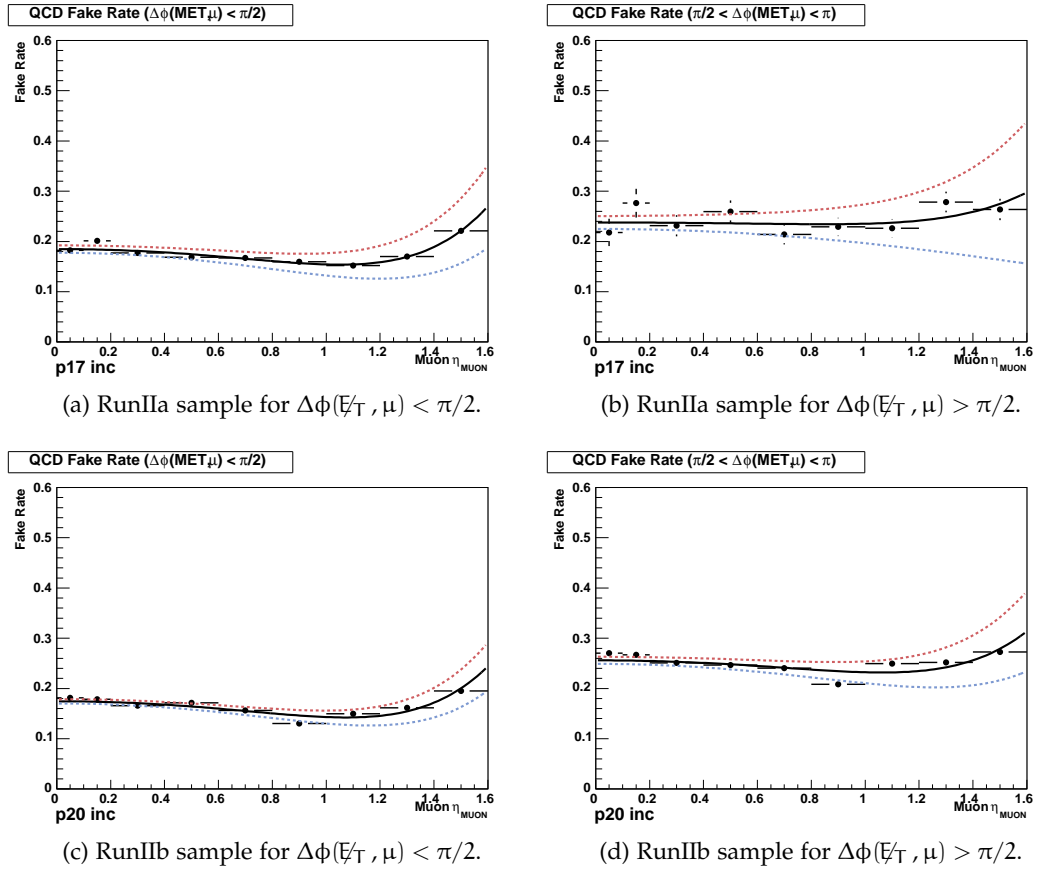 QCD Fake Rate (Δϕ(MET,μ) < π/2)
Fake Rate
0.6
0.5
0.4
0.3
0.2
0.1
0
0 0.2 0.4 0.6 0.8 1 1.2 1.4 1.6
Muon η_MUON
p17 inc
(a) RunIIa sample for Δϕ(E̸_T , μ) < π/2.
QCD Fake Rate (π/2 < Δϕ(MET,μ) < π)
Fake Rate
0.6
0.5
0.4
0.3
0.2
0.1
0
0 0.2 0.4 0.6 0.8 1 1.2 1.4 1.6
Muon η_MUON
p17 inc
(b) RunIIa sample for Δϕ(E̸_T , μ) > π/2.
QCD Fake Rate (Δϕ(MET,μ) < π/2)
Fake Rate
0.6
0.5
0.4
0.3
0.2
0.1
0
0 0.2 0.4 0.6 0.8 1 1.2 1.4 1.6
Muon η_MUON
p20 inc
(c) RunIIb sample for Δϕ(E̸_T , μ) < π/2.
QCD Fake Rate (π/2 < Δϕ(MET,μ) < π)
Fake Rate
0.6
0.5
0.4
0.3
0.2
0.1
0
0 0.2 0.4 0.6 0.8 1 1.2 1.4 1.6
Muon η_MUON
p20 inc
(d) RunIIb sample for Δϕ(E̸_T , μ) > π/2.